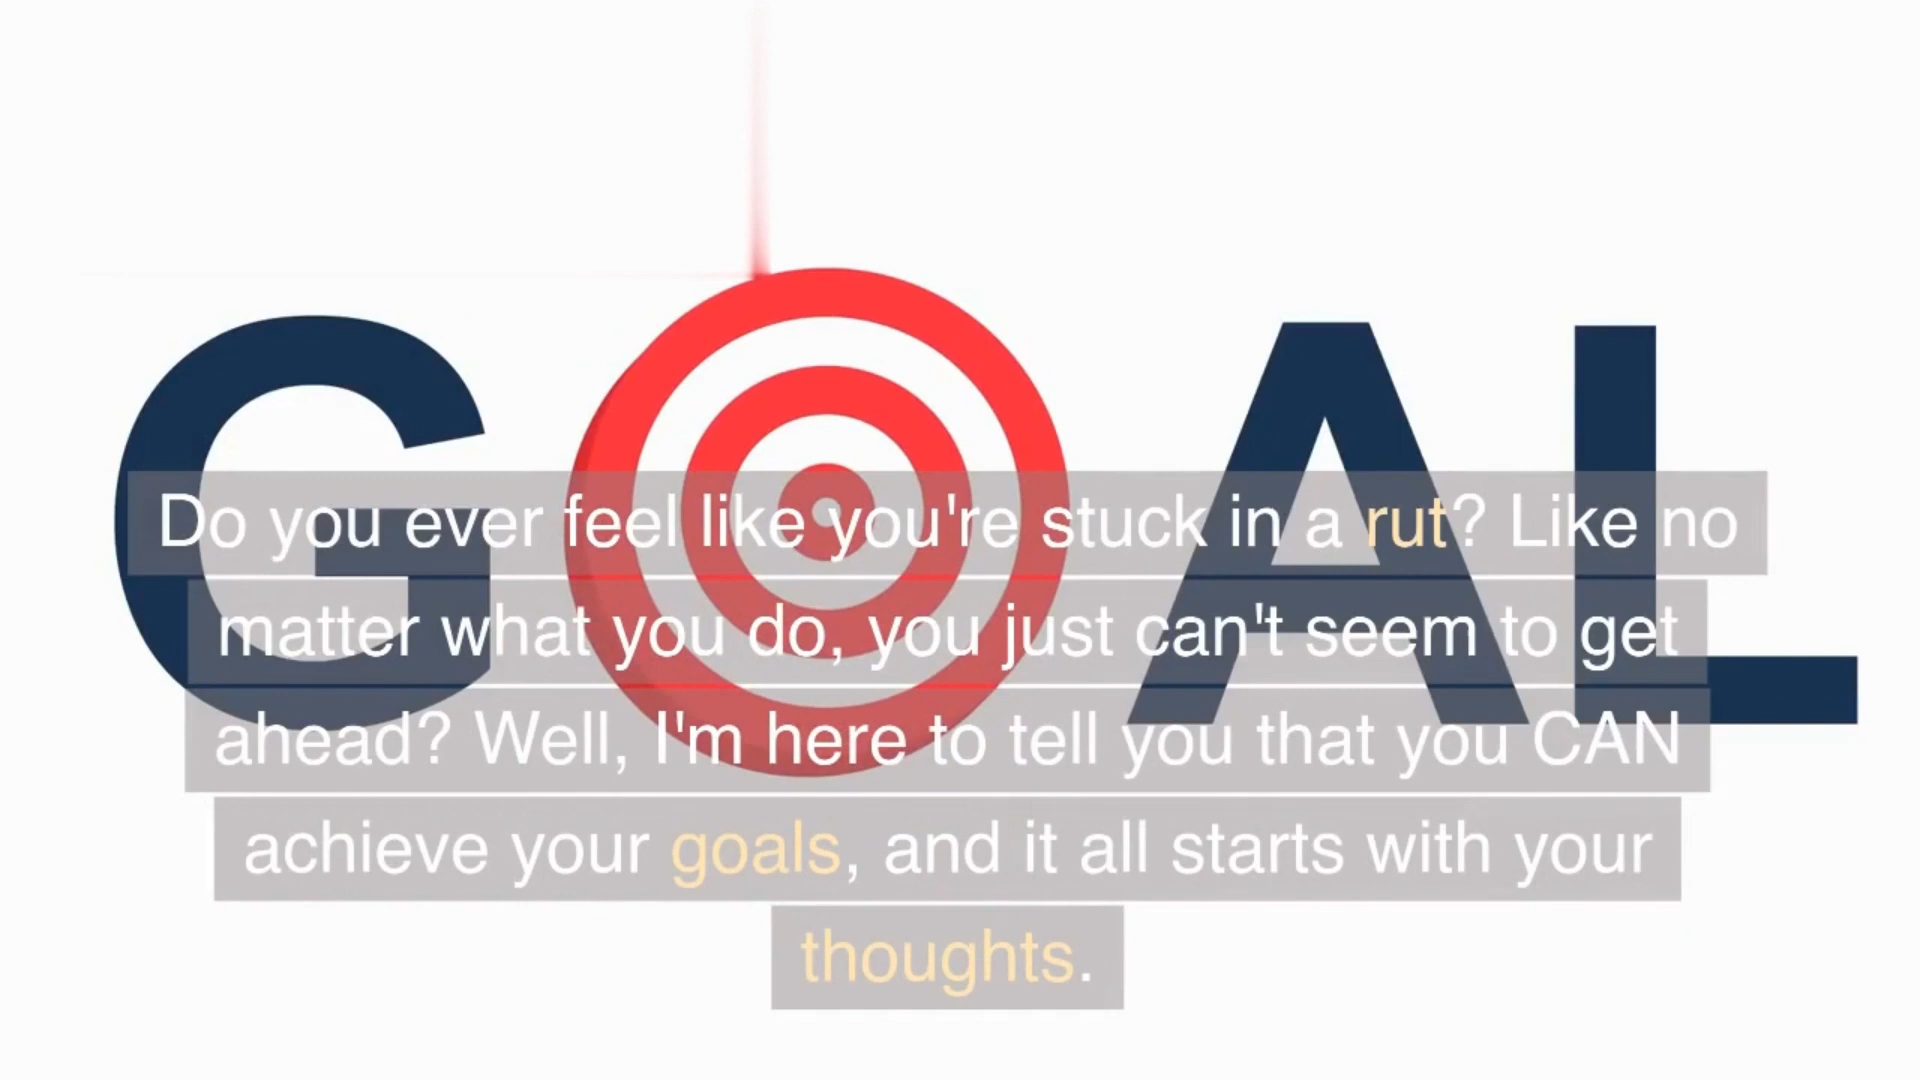 GOAL
Do you ever feel like you're stuck in a rut? Like no
matter what you do, you just can't seem to get
ahead? Well, I'm here to tell you that you CAN
achieve your goals, and it all starts with your
thoughts.